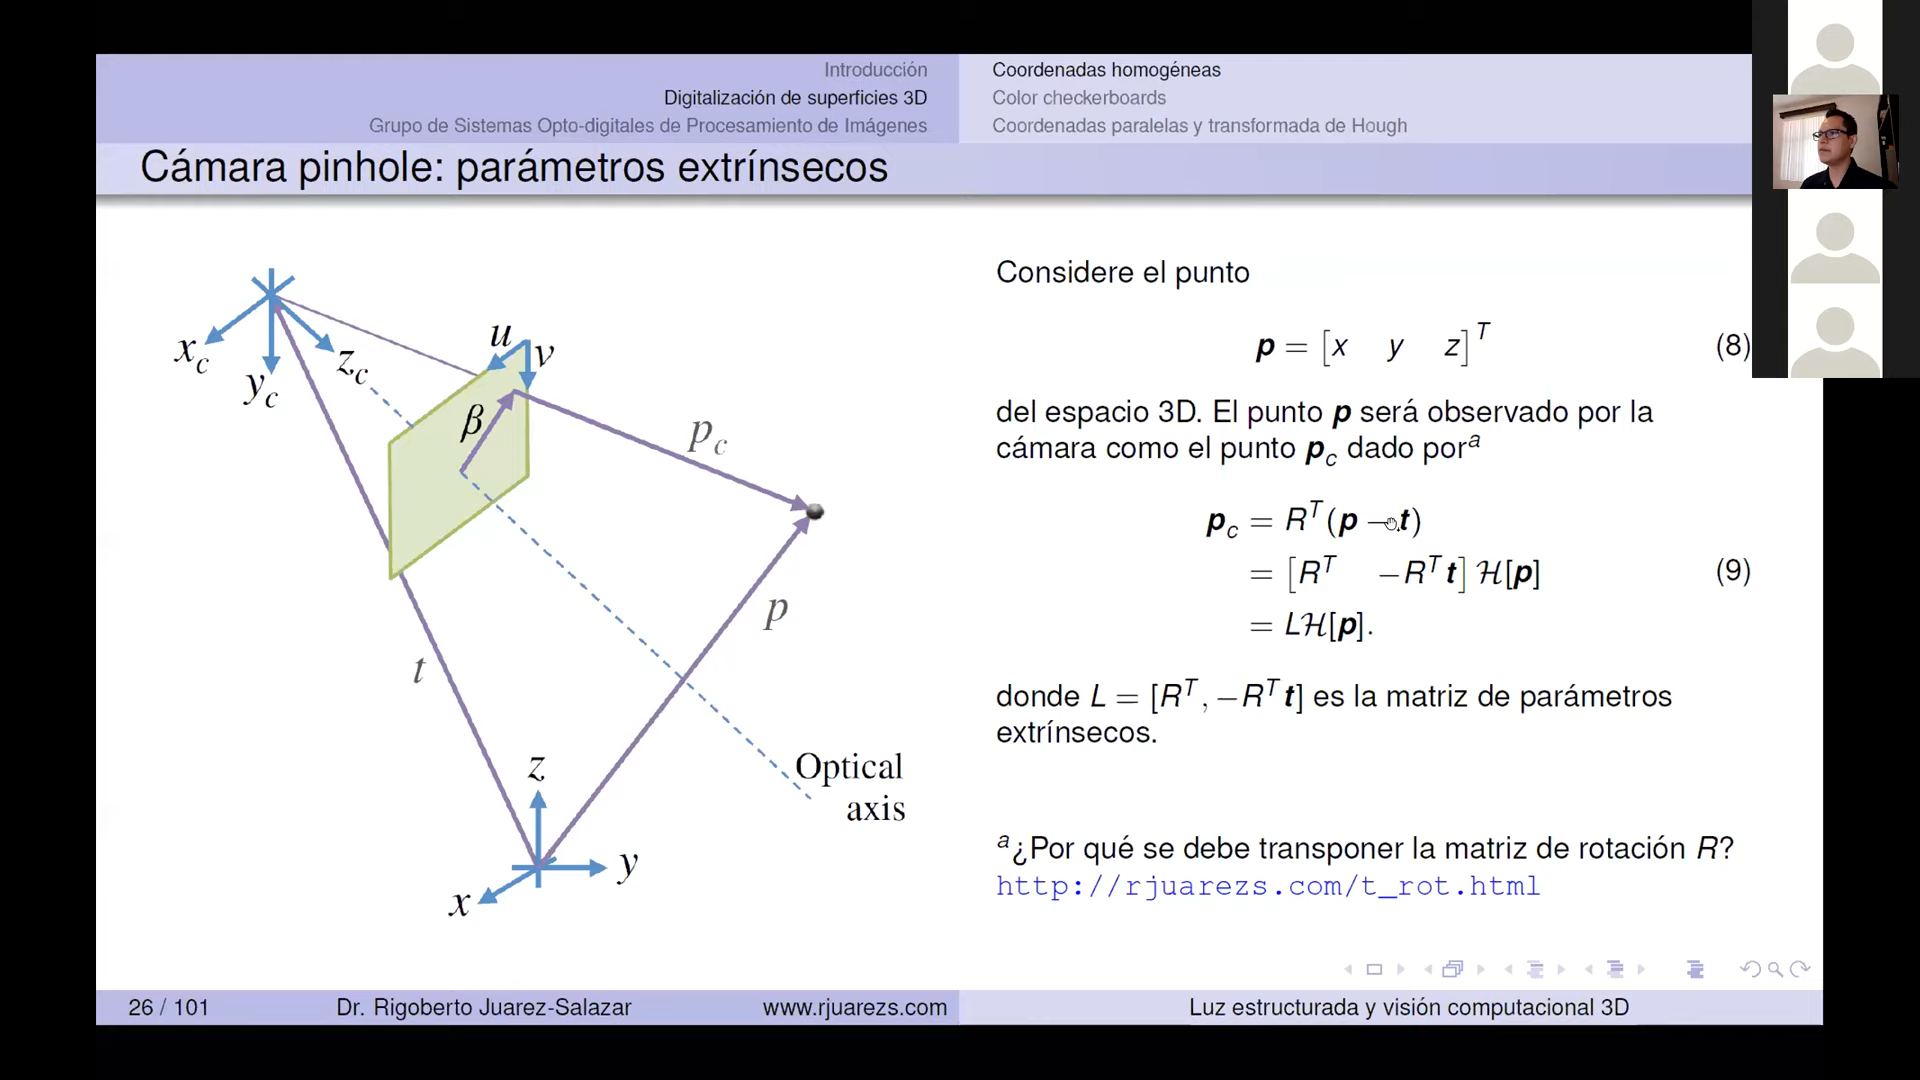 Introducción
Digitalización de superficies 3D
Grupo de Sistemas Opto-digitales de Procesamiento de Imágenes
Coordenadas homogéneas
Color checkerboards
Coordenadas paralelas y transformada de Hough
Cámara pinhole: parámetros extrínsecos
x_c
y_c
z_c
u
v
β
p_c
p
t
z
y
x
Optical
axis
Considere el punto
p = [x y z]^T (8)
del espacio 3D. El punto p será observado por la
cámara como el punto p_c dado por^a
p_c = R^T(p − t)
= [R^T −R^T t] ℋ[p] (9)
= Lℋ[p].
donde L = [R^T, −R^T t] es la matriz de parámetros
extrínsecos.
^a¿Por qué se debe transponer la matriz de rotación R?
http://rjuarezs.com/t_rot.html
26 / 101 Dr. Rigoberto Juarez-Salazar www.rjuarezs.com Luz estructurada y visión computacional 3D